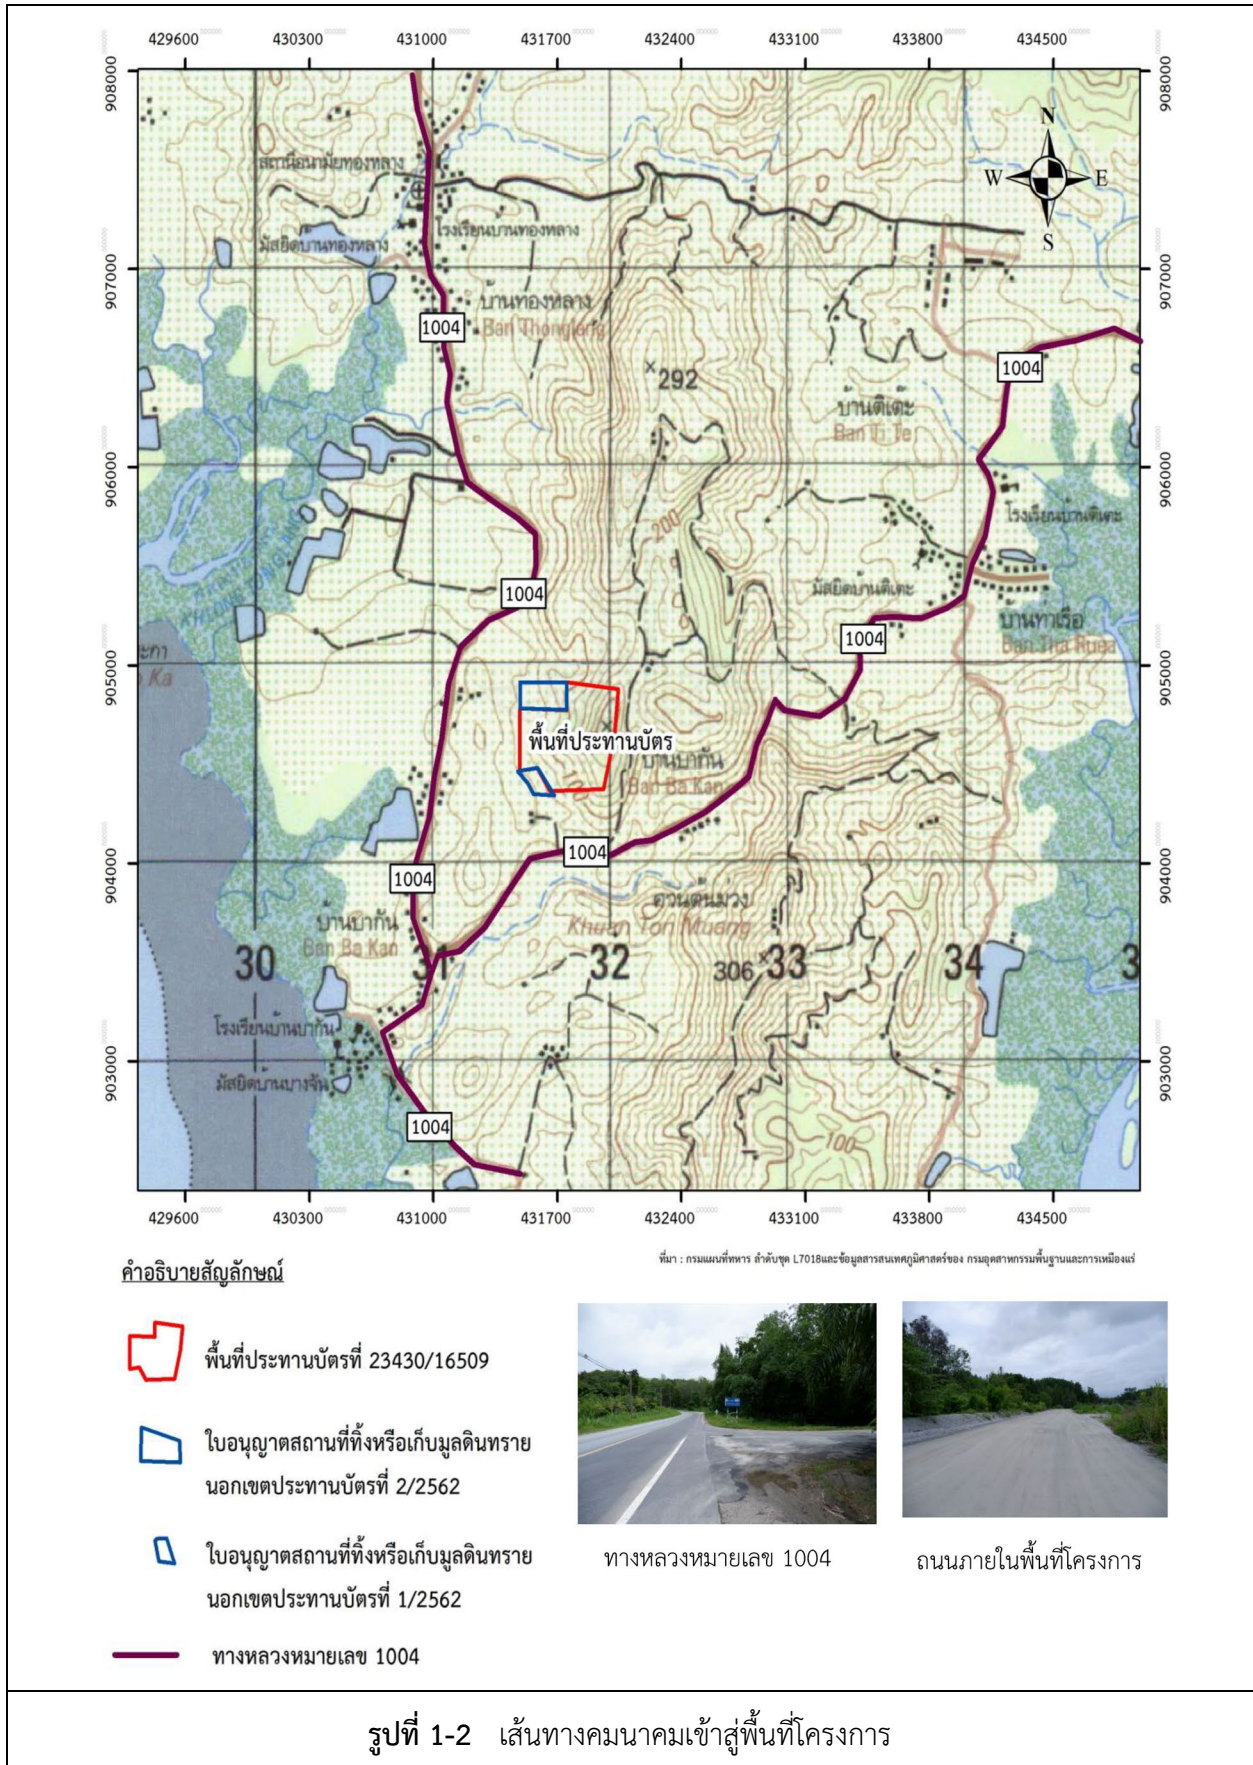 429600 430300 431000 431700 432400 433100 433800 434500
908000 908000
N
W E
S
สถานีอนามัยทองหลาง
โรงเรียนบ้านทองหลาง
มัสยิดบ้านทองหลาง
907000 907000
บ้านทองหลาง
1004
Ban Thonglang
1004
292
บ้านติเตะ
Ban Ti Te
906000 906000
200
โรงเรียนบ้านติเตะ
มัสยิดบ้านติเตะ
1004
บ้านท่าเรือ
Ban Tha Ruea
1004
905000 905000
พื้นที่ประทานบัตร
บ้านบากัน
Ban Ba Kan
1004
904000 904000
1004
ควนต้นม่วง
Khuan Ton Muang
บ้านบากัน
Ban Ba Kan
30 31 32 33 34 3
306
โรงเรียนบ้านบากัน
903000 903000
มัสยิดบ้านบางจัน
1004
100
429600 430300 431000 431700 432400 433100 433800 434500
ที่มา : กรมแผนที่ทหาร ลำดับชุด L7018และข้อมูลสารสนเทศภูมิศาสตร์ของ กรมอุตสาหกรรมพื้นฐานและการเหมืองแร่
คำอธิบายสัญลักษณ์
พื้นที่ประทานบัตรที่ 23430/16509
ใบอนุญาตสถานที่ทิ้งหรือเก็บมูลดินทราย
นอกเขตประทานบัตรที่ 2/2562
ใบอนุญาตสถานที่ทิ้งหรือเก็บมูลดินทราย
นอกเขตประทานบัตรที่ 1/2562
ทางหลวงหมายเลข 1004
ทางหลวงหมายเลข 1004
ถนนภายในพื้นที่โครงการ
รูปที่ 1-2 เส้นทางคมนาคมเข้าสู่พื้นที่โครงการ